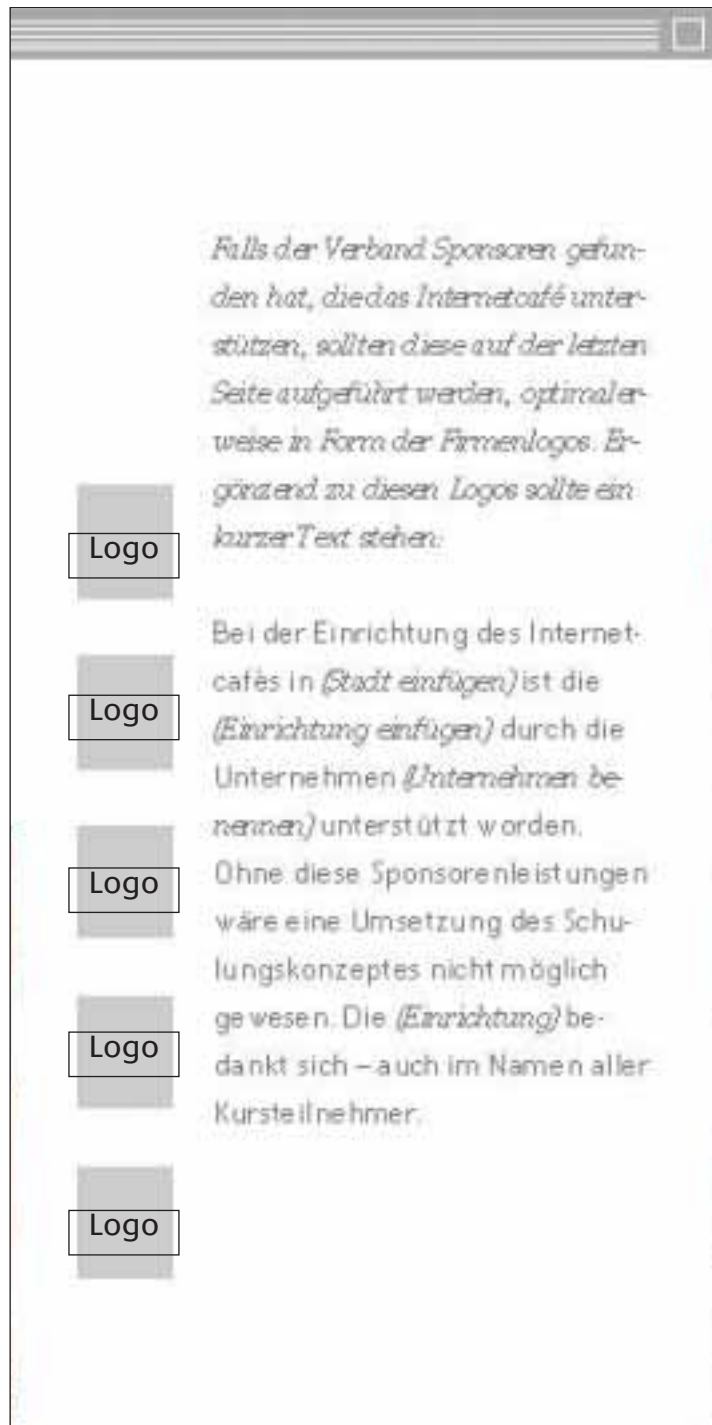 Falls der Verband Sponsoren gefun-
den hat, die das Internetcafé unter-
stützen, sollten diese auf der letzten
Seite aufgeführt werden, optimaler-
weise in Form der Firmenlogos. Er-
gänzend zu diesen Logos sollte ein
kurzer Text stehen:
Logo
Bei der Einrichtung des Internet-
cafés in (Stadt einfügen) ist die
Logo
(Einrichtung einfügen) durch die
Unternehmen (Unternehmen be-
nennen) unterstützt worden.
Logo
Ohne diese Sponsorenleistungen
wäre eine Umsetzung des Schu-
lungskonzeptes nicht möglich
gewesen. Die (Einrichtung) be-
Logo
dankt sich – auch im Namen aller
Kursteilnehmer.
Logo